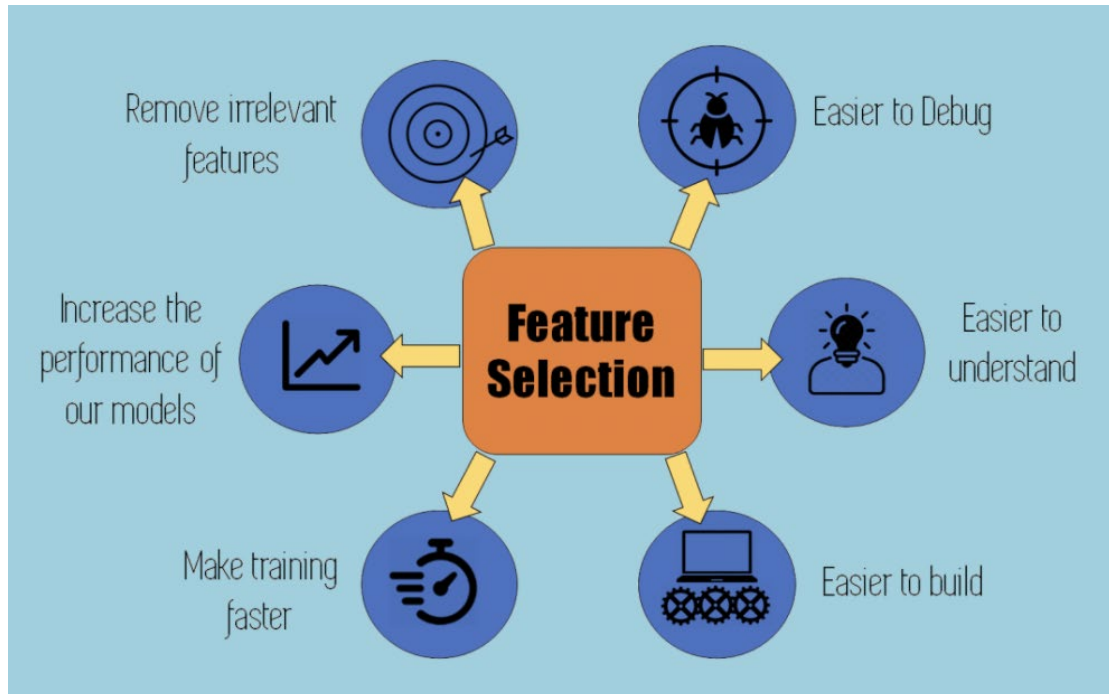 Remove irrelevant
features
Easier to Debug
Increase the
performance of
our models
Feature
Selection
Easier to
understand
Make training
faster
Easier to build